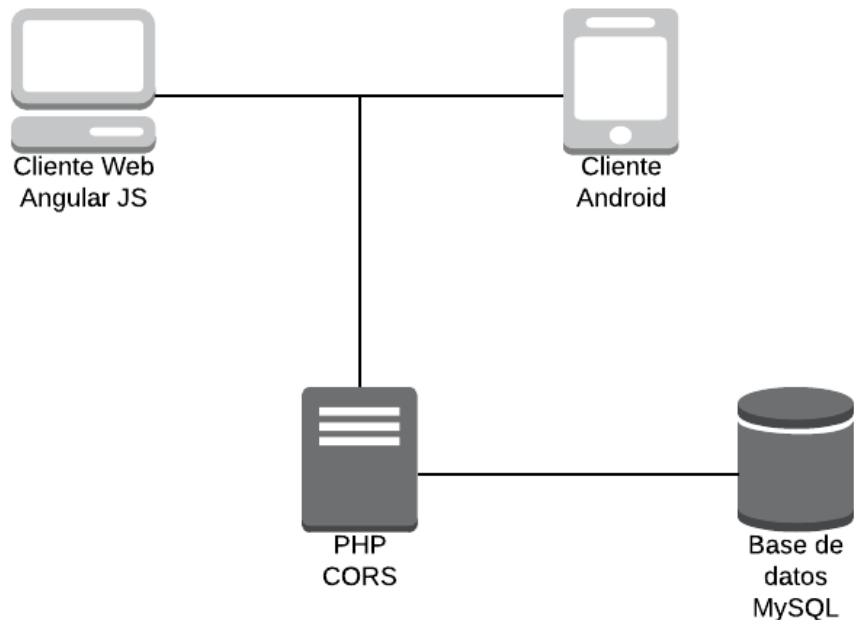 Cliente Web
Angular JS
Cliente
Android
PHP
CORS
Base de
datos
MySQL